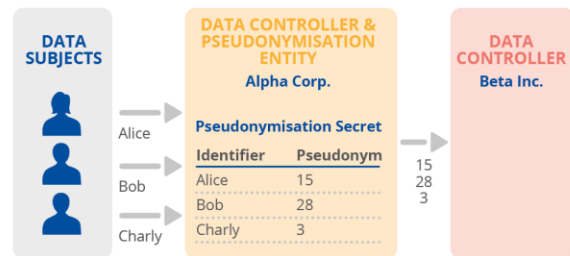 DATA
SUBJECTS
Alice
Bob
Charly
DATA CONTROLLER &
PSEUDONYMISATION
ENTITY
Alpha Corp.
Pseudonymisation Secret
Identifier Pseudonym
Alice 15
Bob 28
Charly 3
15
28
3
DATA
CONTROLLER
Beta Inc.